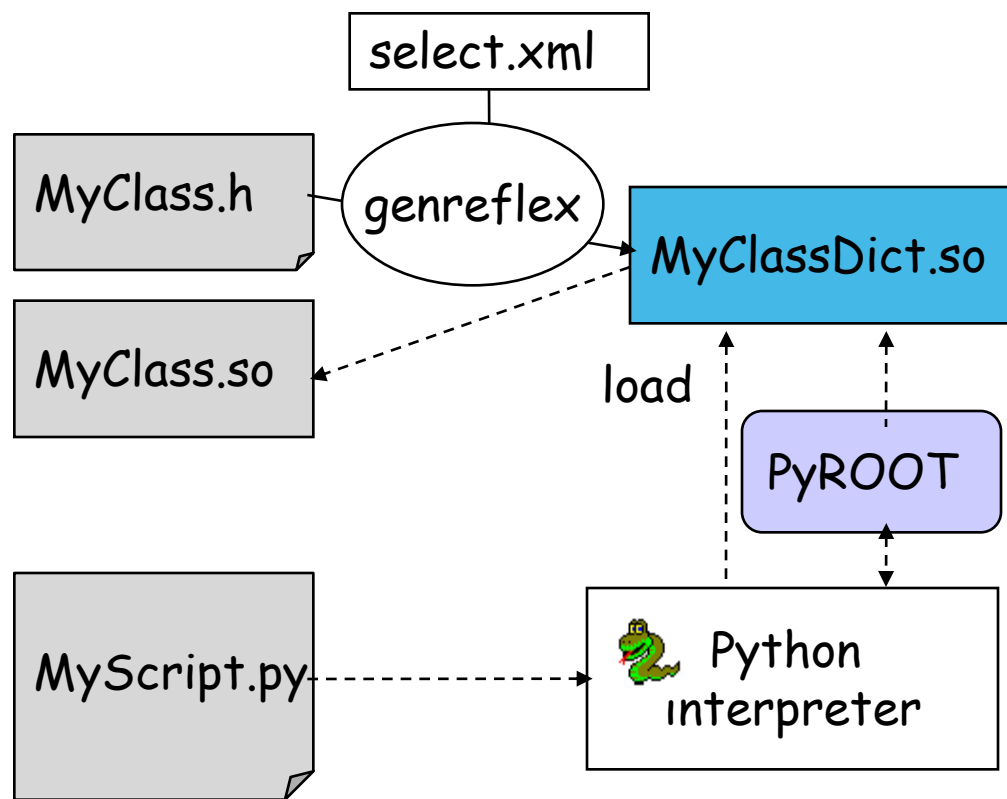 select.xml
MyClass.h
genreflex
MyClassDict.so
MyClass.so
load
PyROOT
MyScript.py
Python
interpreter